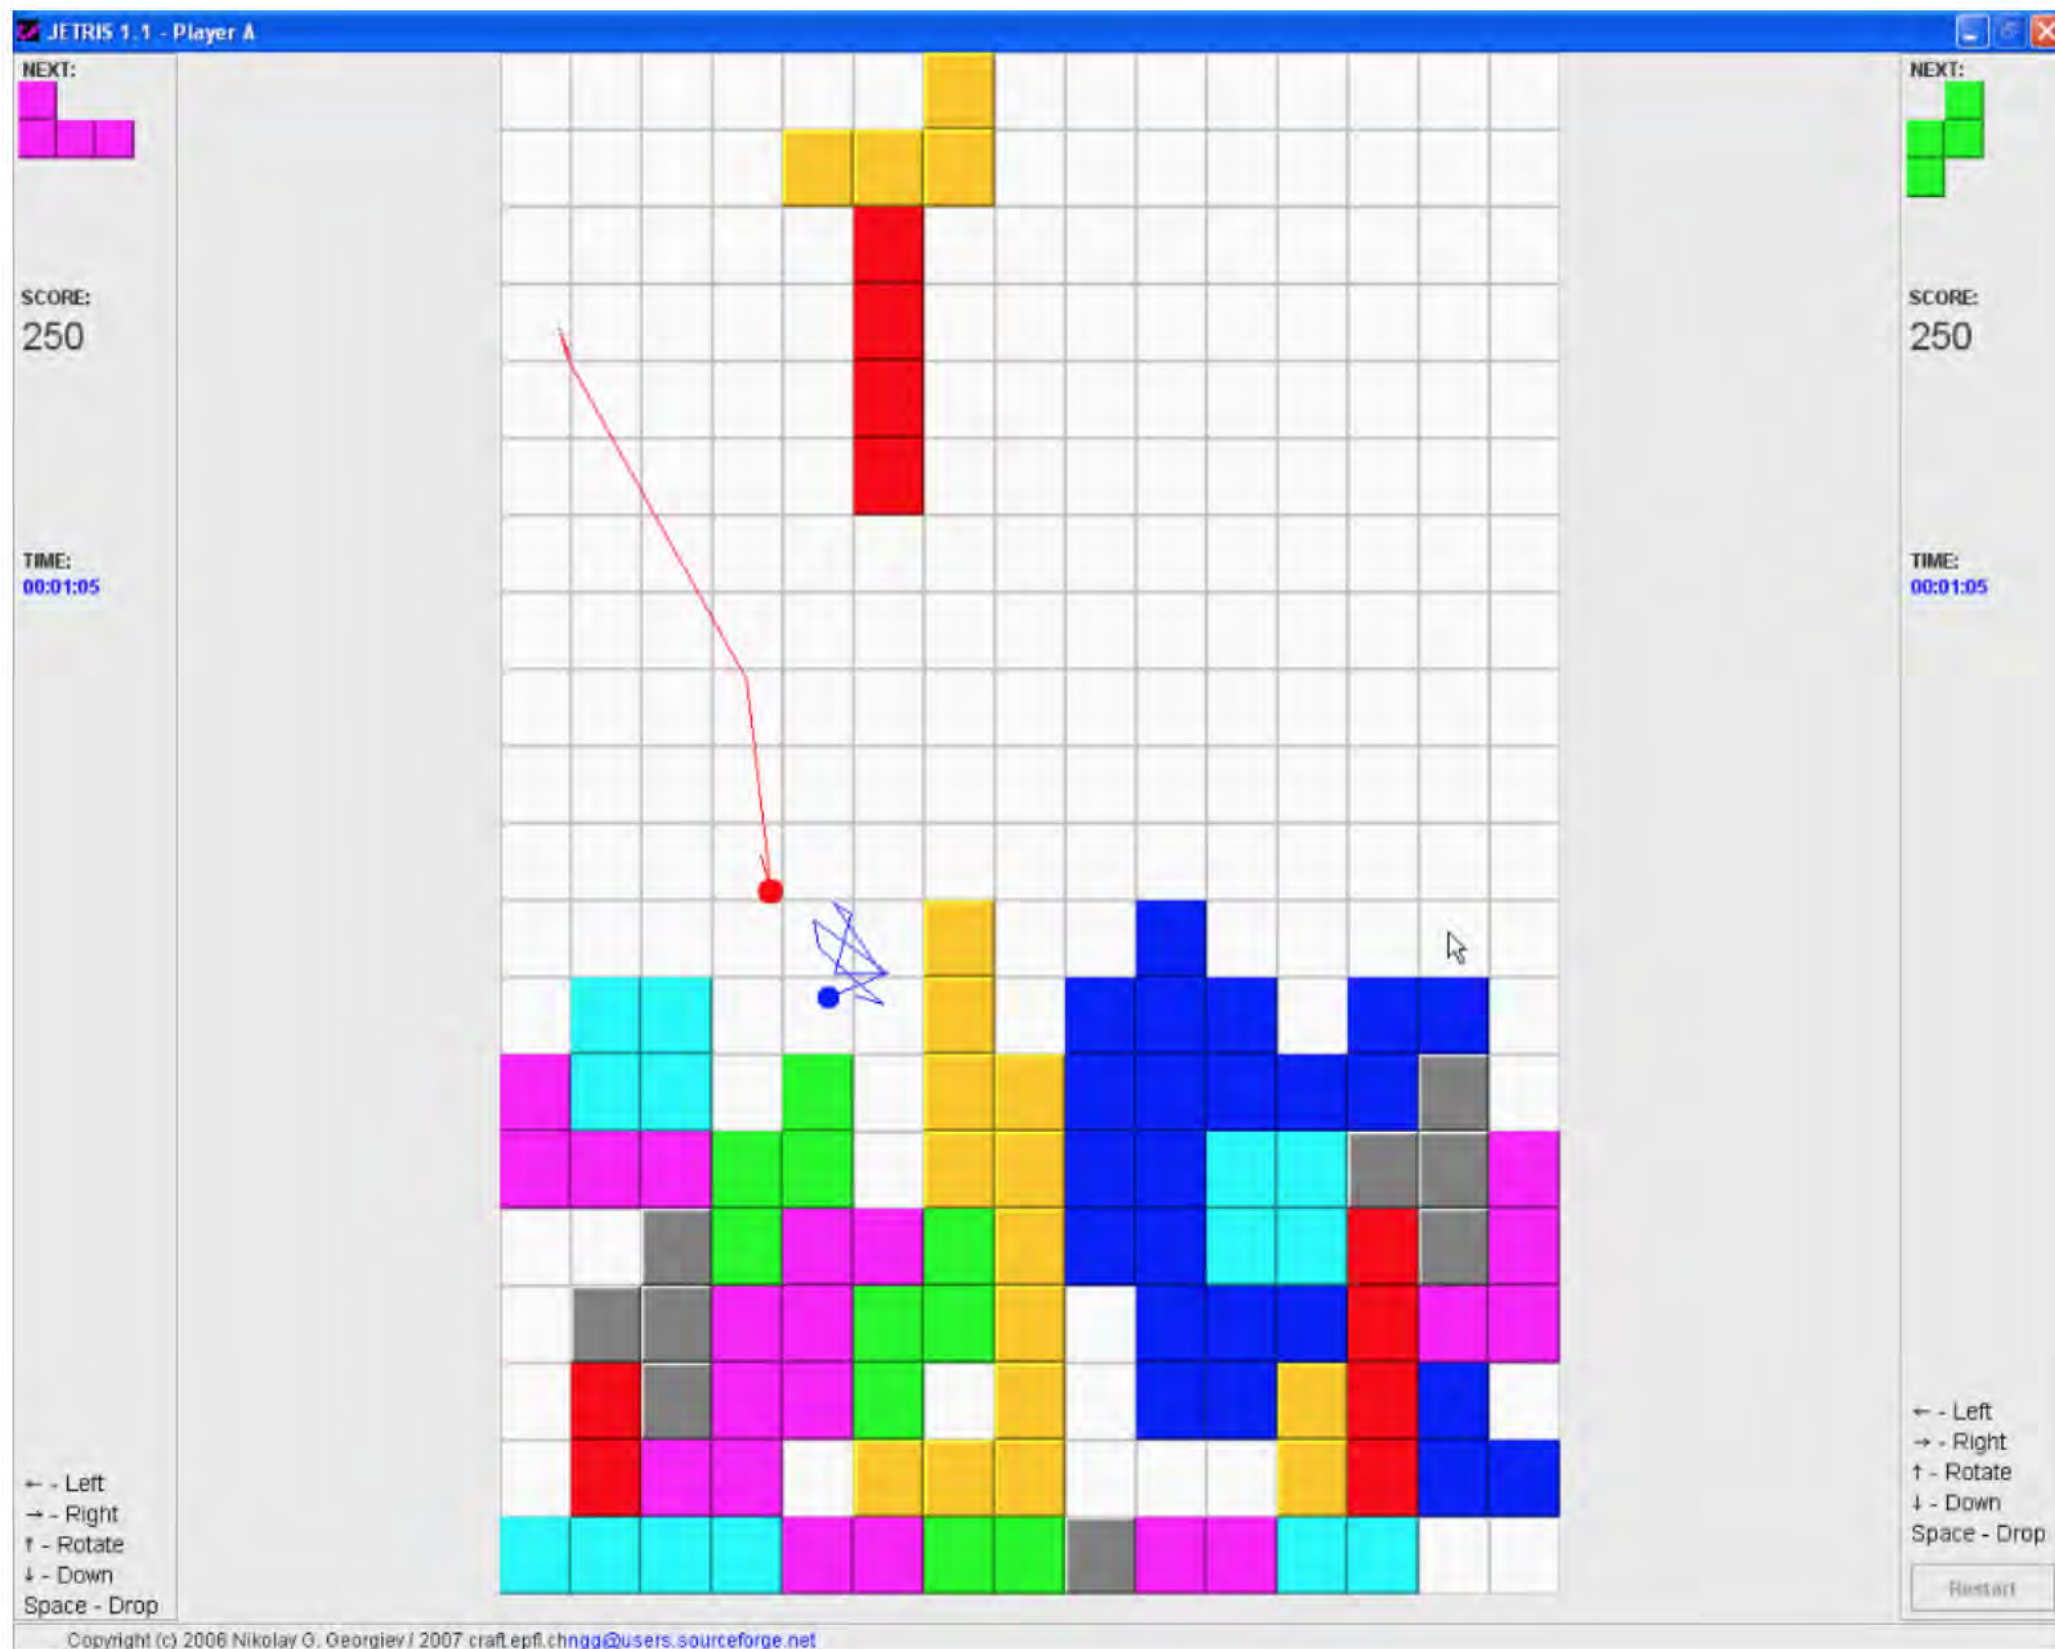 JETRIS 1.1 - Player A
NEXT:
SCORE:
250
TIME:
00:01:05
← - Left
→ - Right
↑ - Rotate
↓ - Down
Space - Drop
NEXT:
SCORE:
250
TIME:
00:01:05
← - Left
→ - Right
↑ - Rotate
↓ - Down
Space - Drop
Restart
Copyright (c) 2006 Nikolay G. Georgiev / 2007 craft.epfl.chngg@users.sourceforge.net